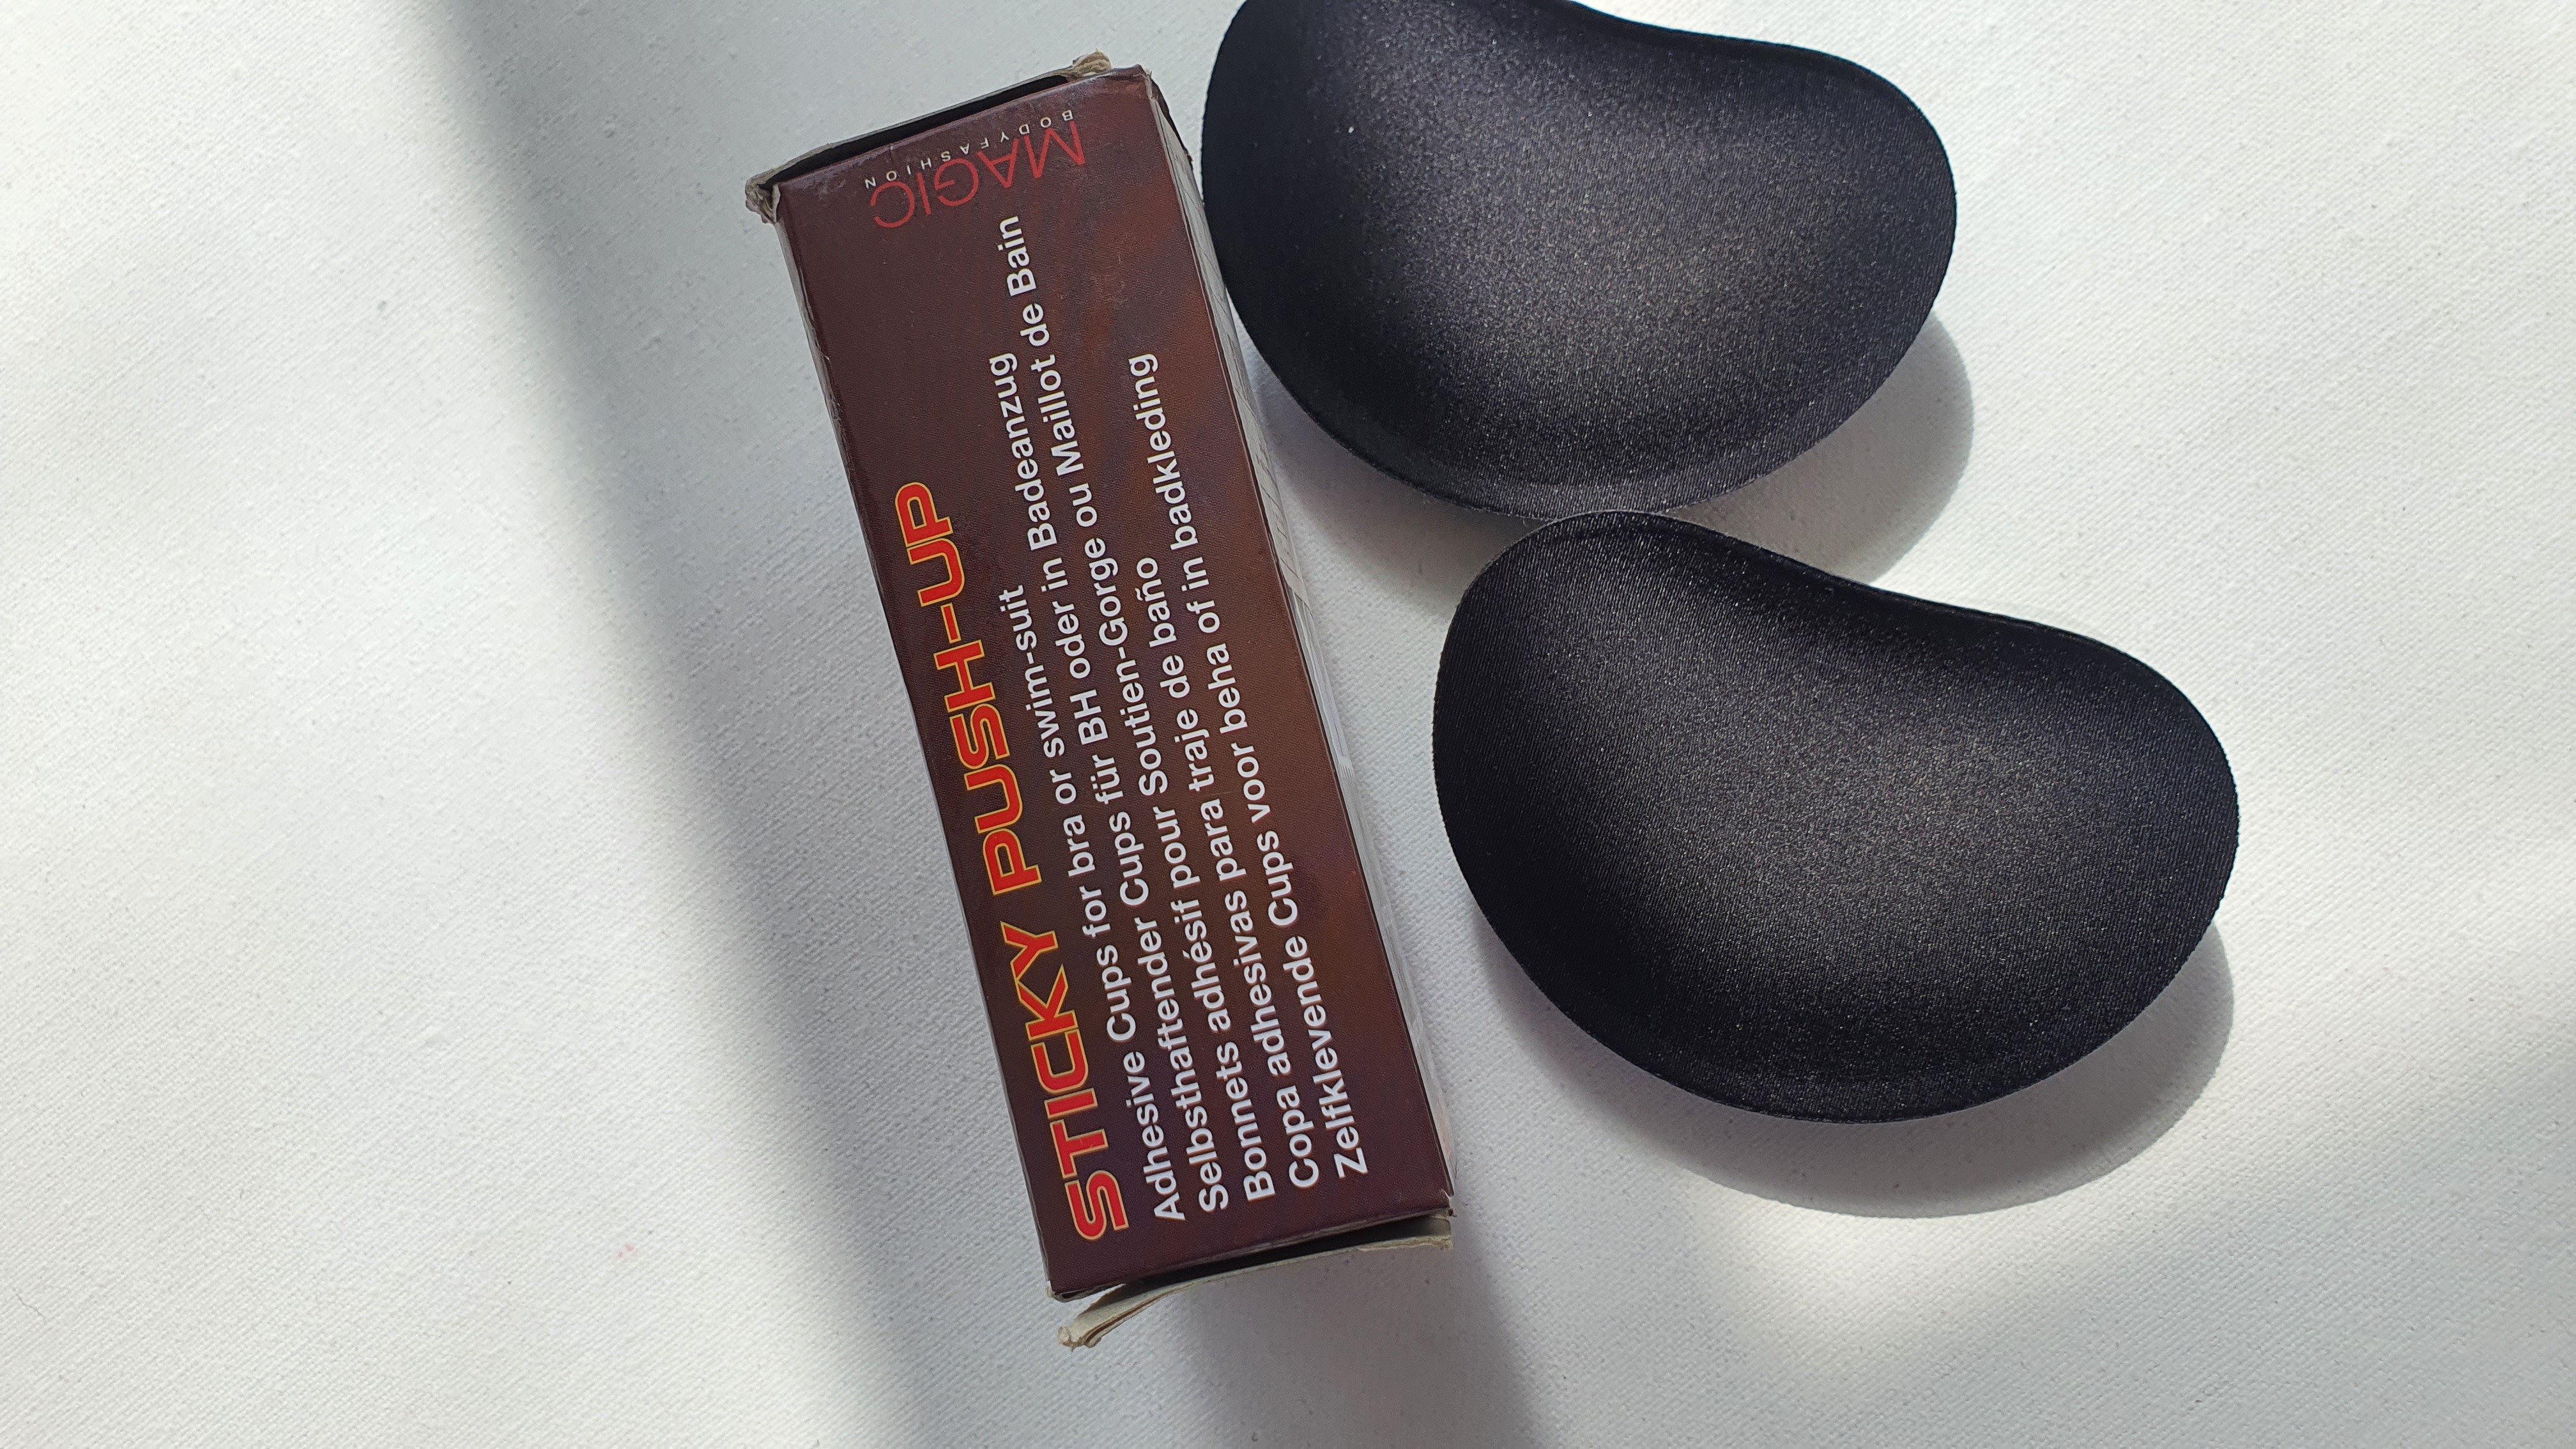 MAGIC
BODYFASHION
STICKY PUSH-UP
Adhesive Cups for bra or swim-suit
Selbsthaftender Cups für BH oder in Badeanzug
Bonnets adhésif pour Soutien-Gorge ou Maillot de Bain
Copa adhesivas para traje de baño
Zelfklevende Cups voor beha of in badkleding